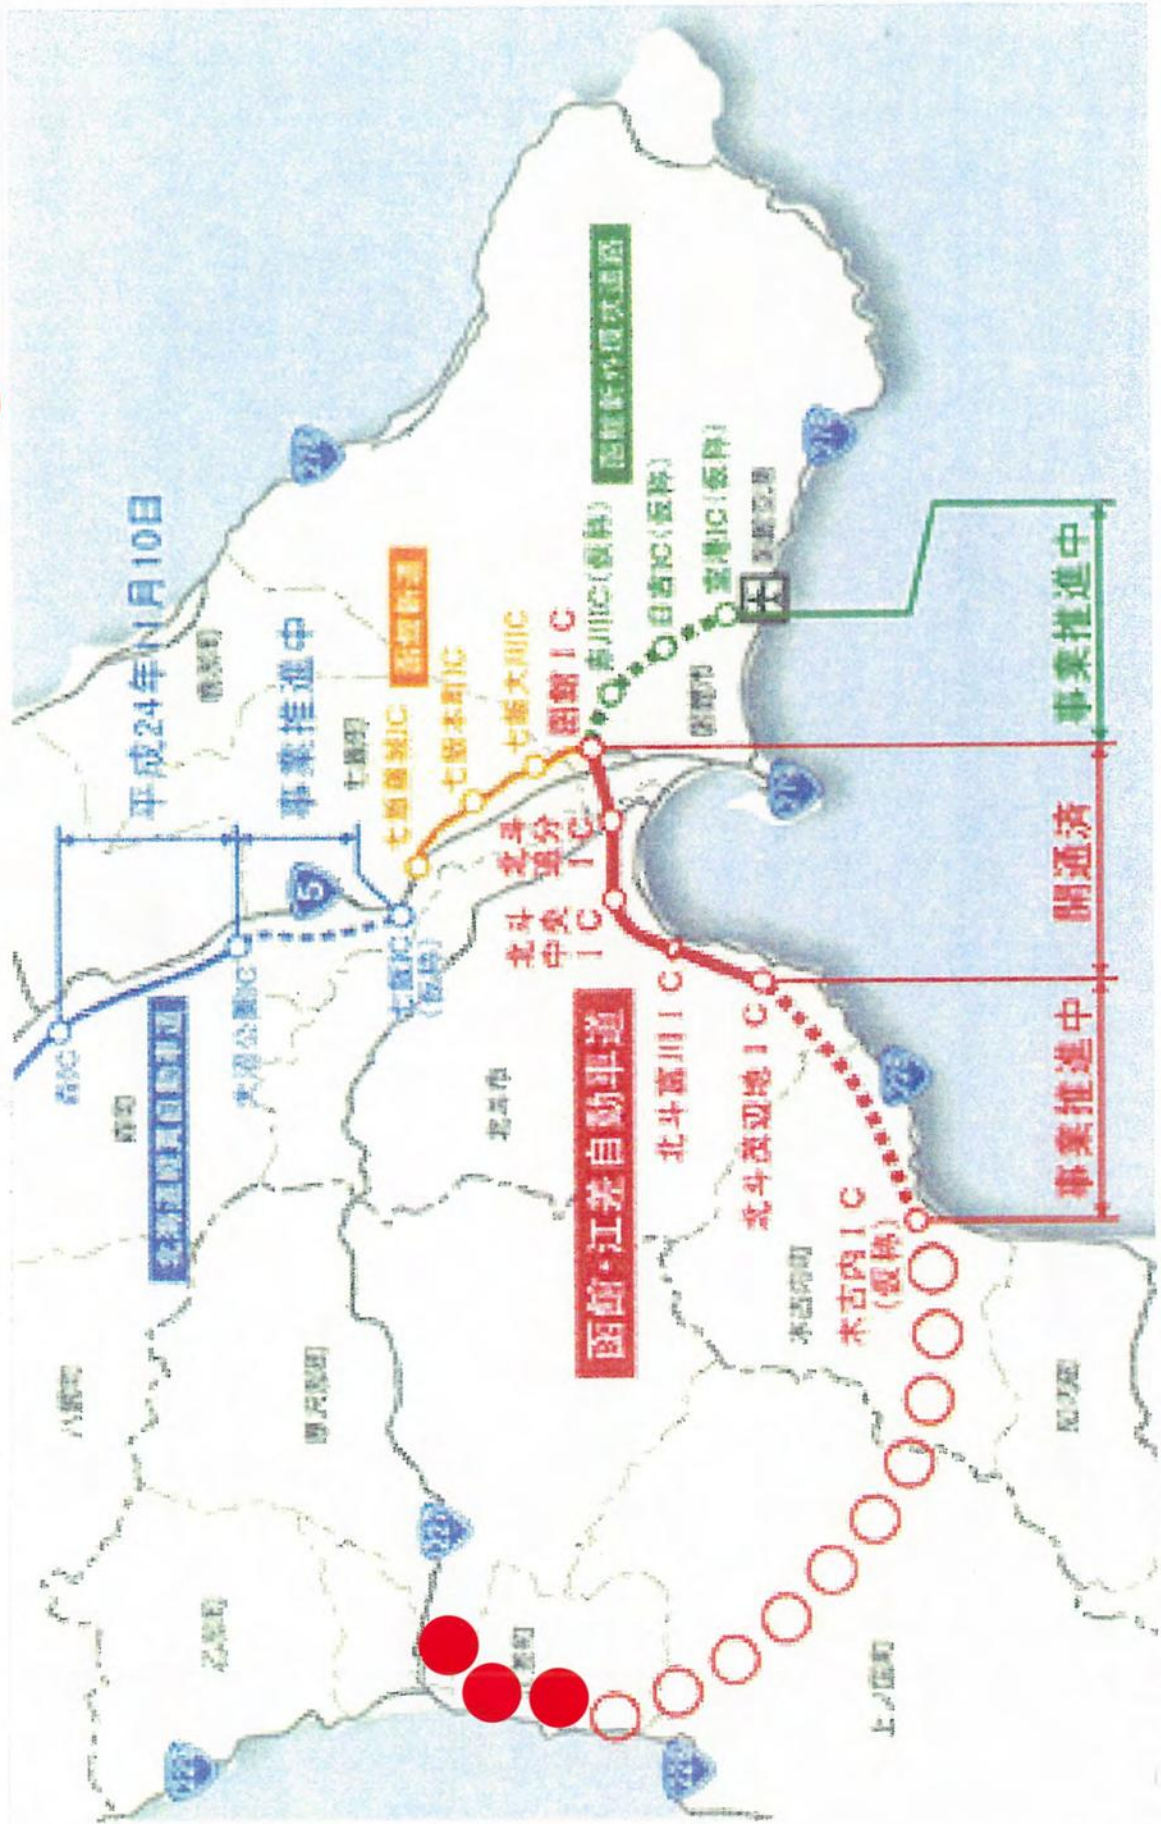 平成24年11月10日
事業推進中
森IC
大沼公園IC
5
七飯IC
(仮称)
北海道縦貫自動車道
七飯藤城IC
七飯本町IC
七飯大川IC
函館新道
函館IC
赤川IC(仮称)
日吉IC(仮称)
空港IC(仮称)
函館新外環状道路
北斗
追分
IC
北斗
中央
IC
北斗富川IC
北斗茂辺地IC
木古内IC
(仮称)
函館・江差自動車道
森町
七飯町
北斗市
函館市
八雲町
厚沢部町
乙部町
木古内町
上ノ国町
事業推進中
開通済
事業推進中